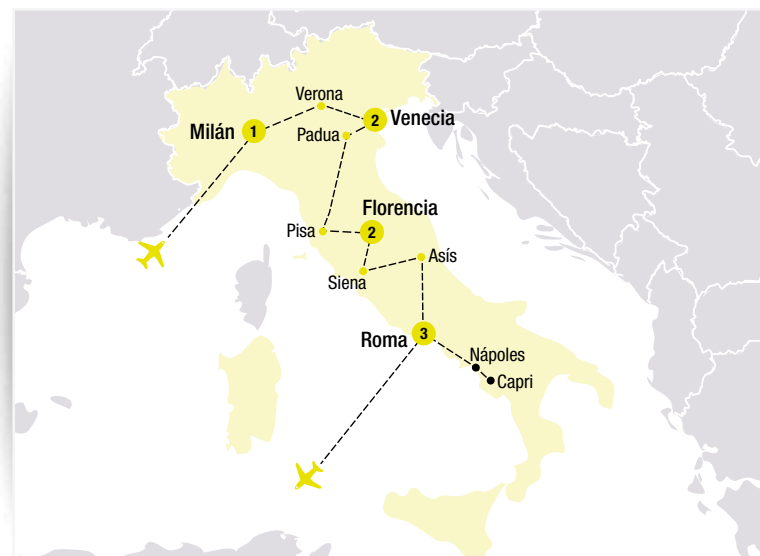 Verona
Milán
1
2
Venecia
Padua
Florencia
Pisa
2
Siena
Asís
Roma
3
Nápoles
Capri